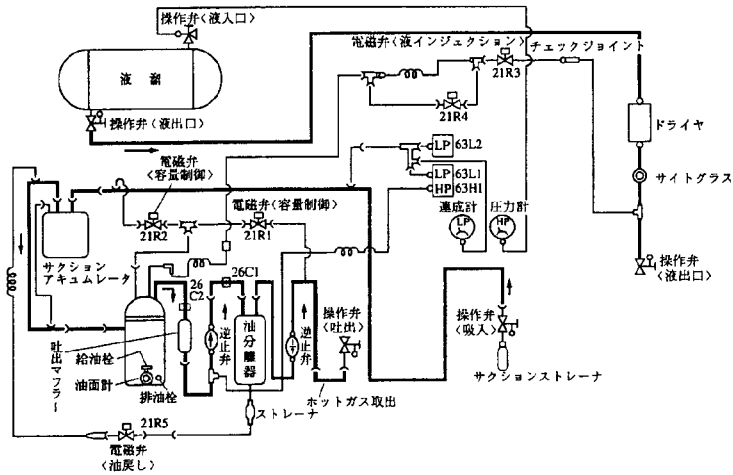 操作弁(液入口)
液溜
操作弁(液出口)
電磁弁(液インジェクション)
チェックジョイント
21R3
21R4
ドライヤ
サイトグラス
操作弁
(液出口)
電磁弁
(容量制御)
LP 63L2
LP 63L1
HP 63H1
連成計
圧力計
LP
HP
電磁弁(容量制御)
21R2
21R1
サクション
アキュムレータ
26C1
26
C2
吐出マフラー
給油栓
油面計
排油栓
逆止弁
油分離器
逆止弁
操作弁
(吐出)
操作弁
(吸入)
サクションストレーナ
ホットガス取出
ストレーナ
21R5
電磁弁
(油戻し)